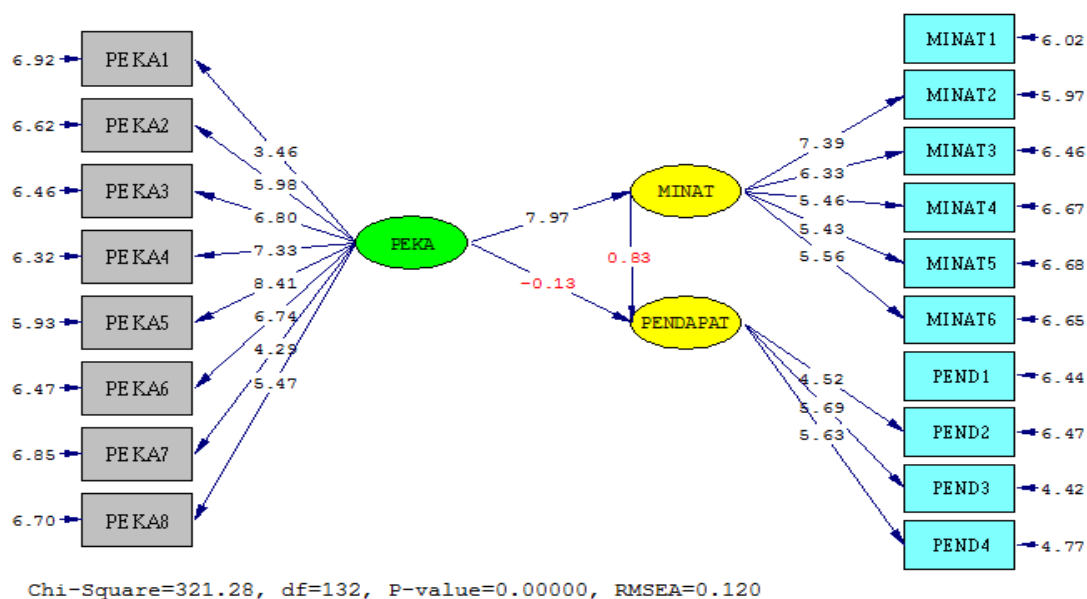 6.92 PEKA1
6.62 PEKA2
6.46 PEKA3
6.32 PEKA4
5.93 PEKA5
6.47 PEKA6
6.85 PEKA7
6.70 PEKA8
3.46
5.98
6.80
7.33
8.41
6.74
4.29
5.47
PEKA
7.97
-0.13
MINAT
0.83
PENDAPAT
7.39
6.33
5.46
5.43
5.56
4.52
5.69
5.63
MINAT1 6.02
MINAT2 5.97
MINAT3 6.46
MINAT4 6.67
MINAT5 6.68
MINAT6 6.65
PEND1 6.44
PEND2 6.47
PEND3 4.42
PEND4 4.77
Chi-Square=321.28, df=132, P-value=0.00000, RMSEA=0.120